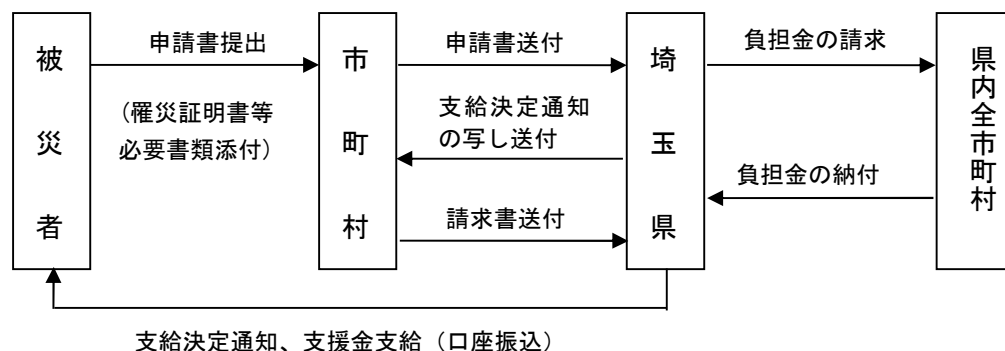 被災者
申請書提出
（罹災証明書等
必要書類添付）
市町村
申請書送付
支給決定通知
の写し送付
請求書送付
埼玉県
負担金の請求
負担金の納付
県内全市町村
支給決定通知、支援金支給（口座振込）